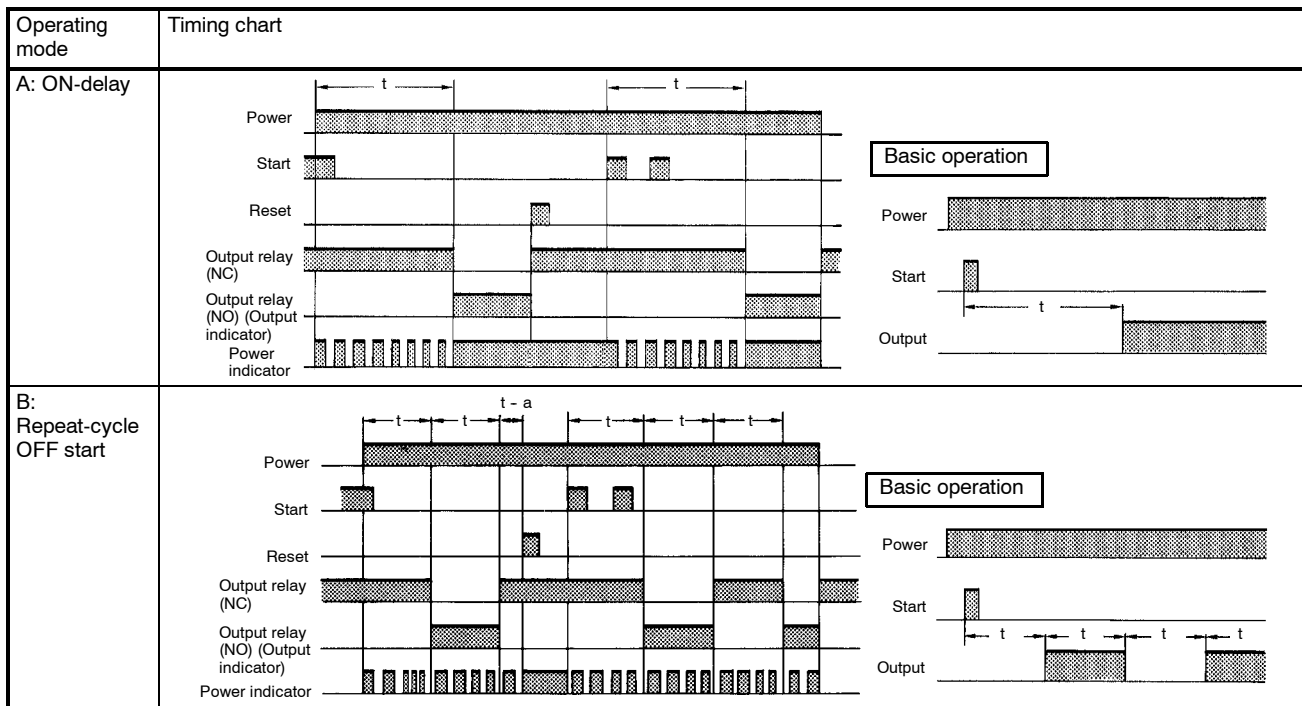 Operating
mode
Timing chart
A: ON-delay
t
t
Power
Start
Reset
Output relay
(NC)
Output relay
(NO) (Output
indicator)
Power
indicator
Basic operation
Power
Start
t
Output
B:
Repeat-cycle
OFF start
t - a
t
t
t
t
t
Power
Start
Reset
Output relay
(NC)
Output relay
(NO) (Output
indicator)
Power indicator
Basic operation
Power
Start
t
t
t
t
Output